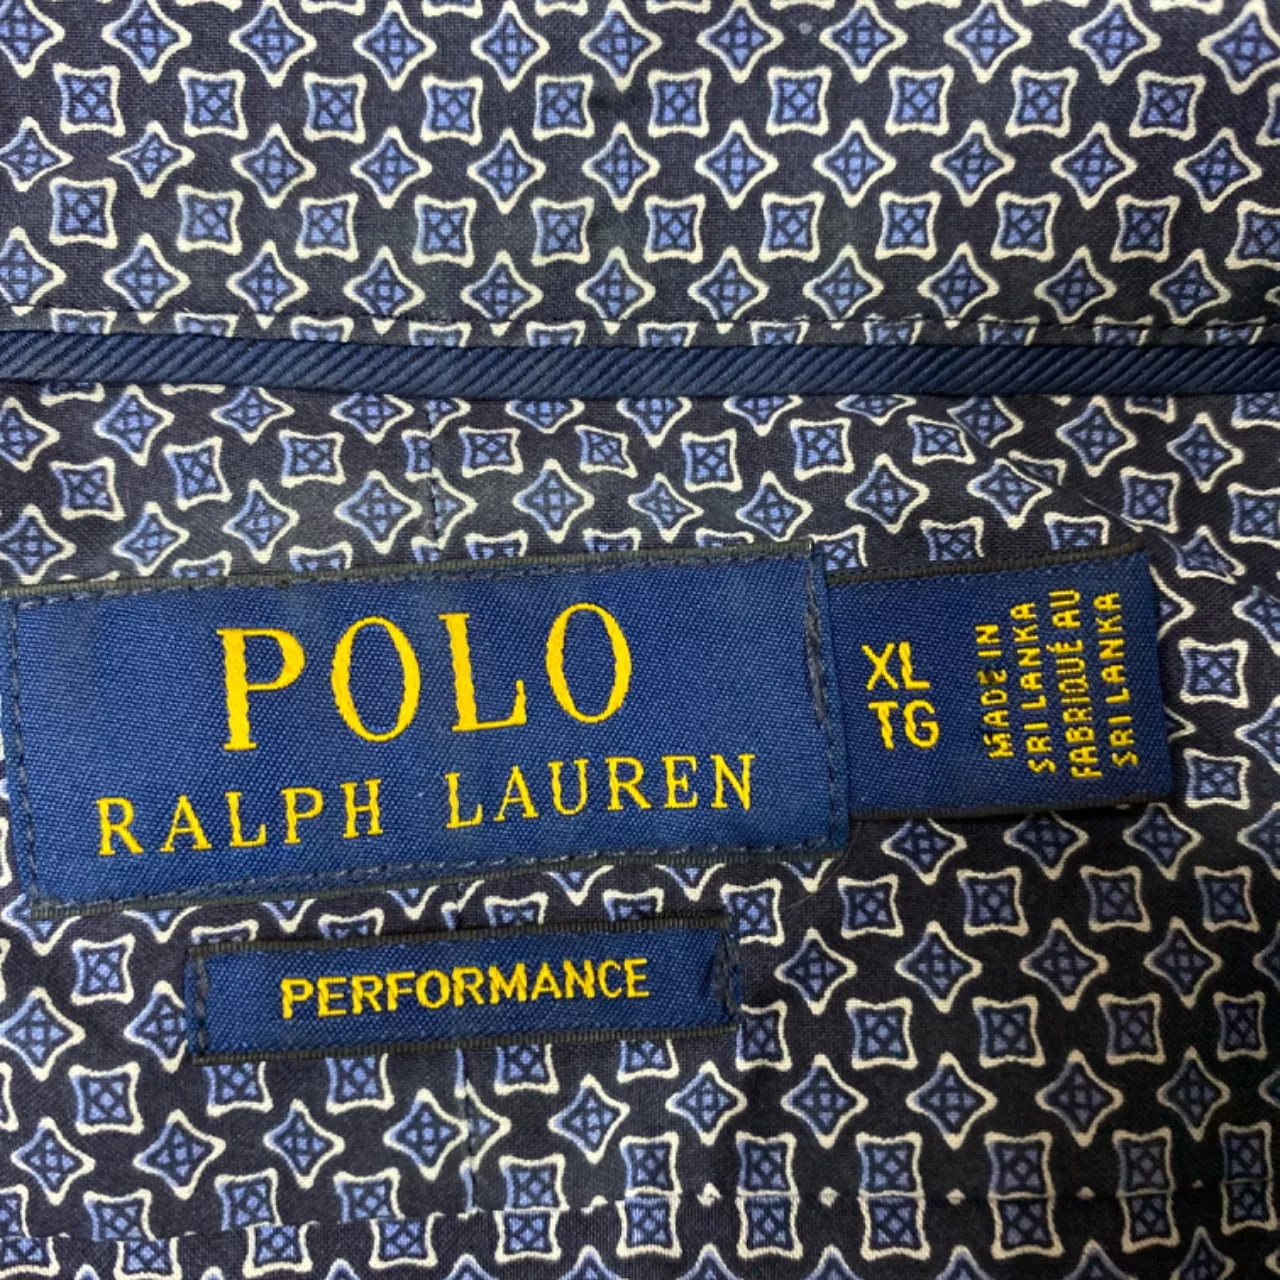 POLO
RALPH LAUREN
XL
TG
MADE IN
SRI LANKA
FABRIQUÉ AU
SRI LANKA
PERFORMANCE